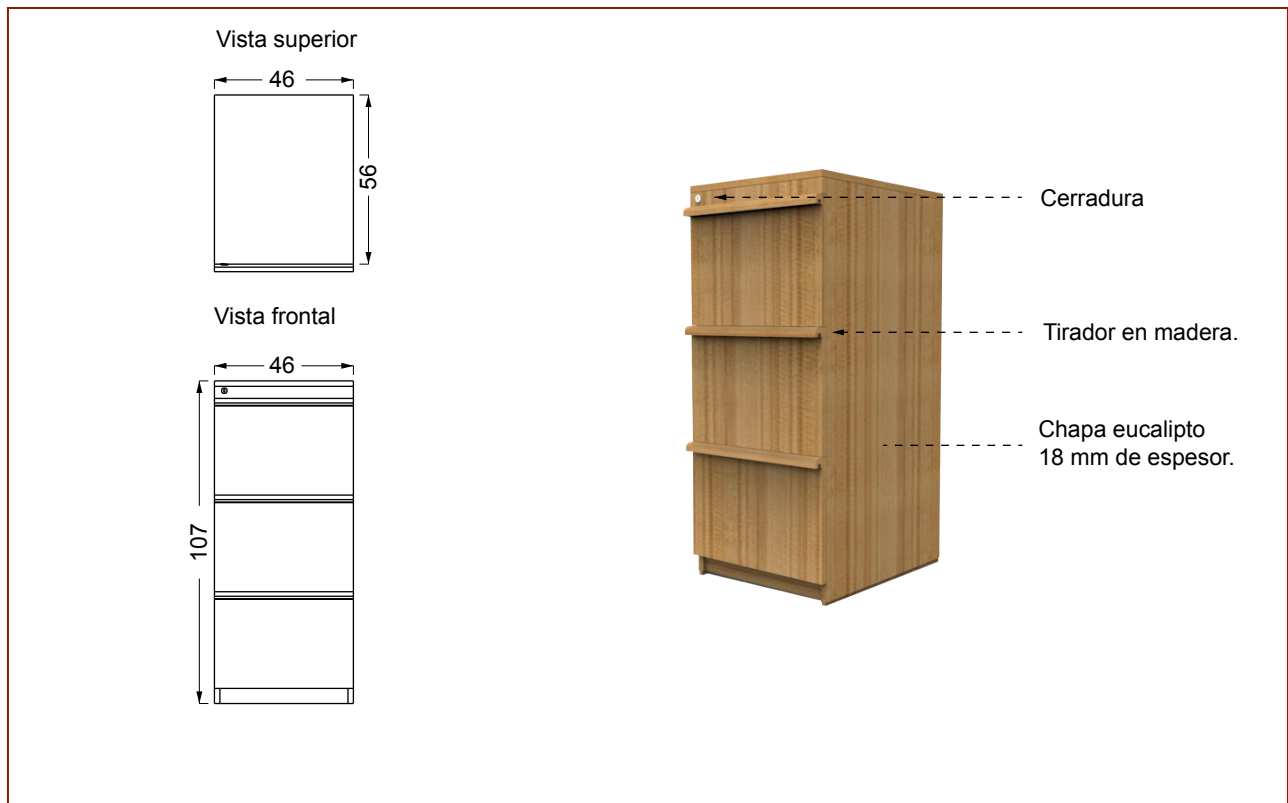 Vista superior
46
56
Vista frontal
46
107
Cerradura
Tirador en madera.
Chapa eucalipto
18 mm de espesor.